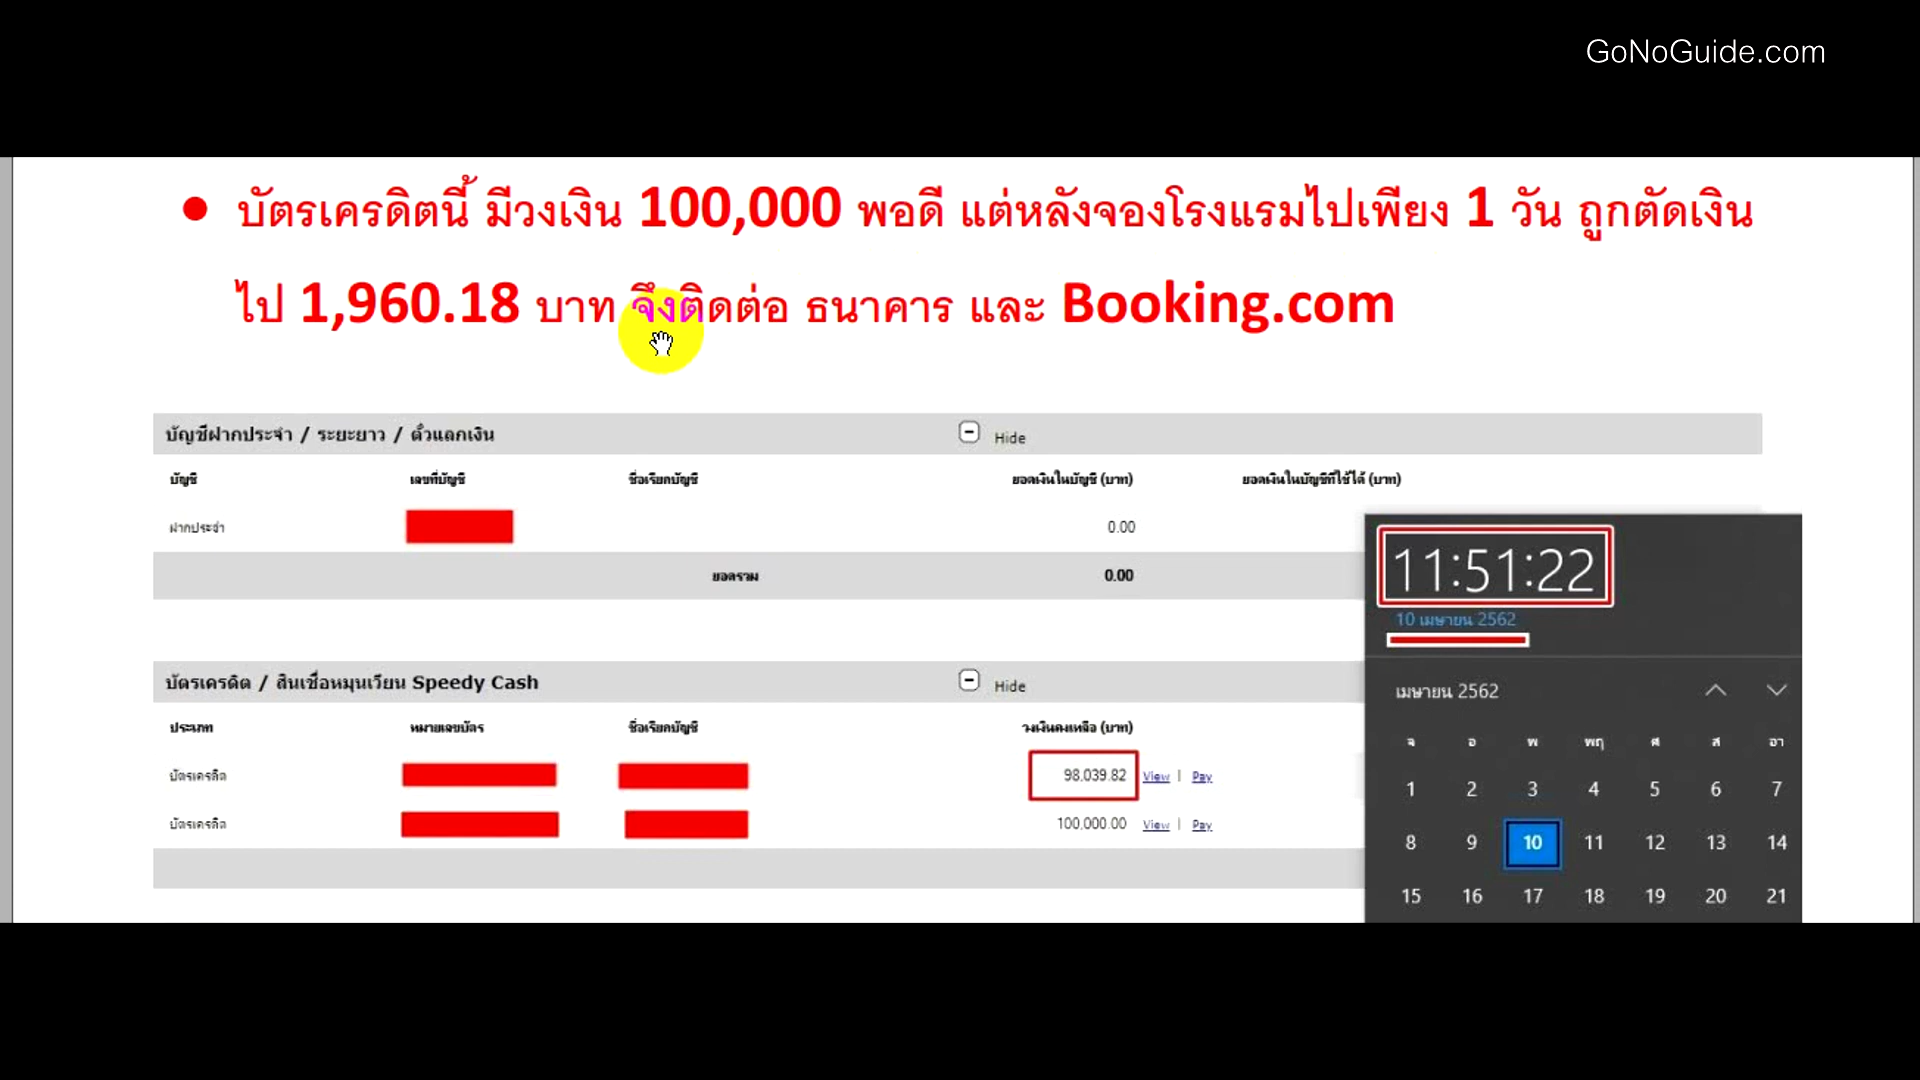 GoNoGuide.com
● บัตรเครดิตนี้ มีวงเงิน 100,000 พอดี แต่หลังจองโรงแรมไปเพียง 1 วัน ถูกตัดเงิน
ไป 1,960.18 บาท จึงติดต่อ ธนาคาร และ Booking.com
บัญชีฝากประจำ / ระยะยาว / ตั๋วแลกเงิน Hide
บัญชี เลขที่บัญชี ชื่อเรียกบัญชี ยอดเงินในบัญชี (บาท) ยอดเงินในบัญชีที่ใช้ได้ (บาท)
ฝากประจำ 0.00
ยอดรวม 0.00
11:51:22
10 เมษายน 2562
บัตรเครดิต / สินเชื่อหมุนเวียน Speedy Cash Hide
ประเภท หมายเลขบัตร ชื่อเรียกบัญชี วงเงินคงเหลือ (บาท)
บัตรเครดิต 98,039.82 View | Pay
บัตรเครดิต 100,000.00 View | Pay
เมษายน 2562
จ อ พ พฤ ศ ส อา
1 2 3 4 5 6 7
8 9 10 11 12 13 14
15 16 17 18 19 20 21